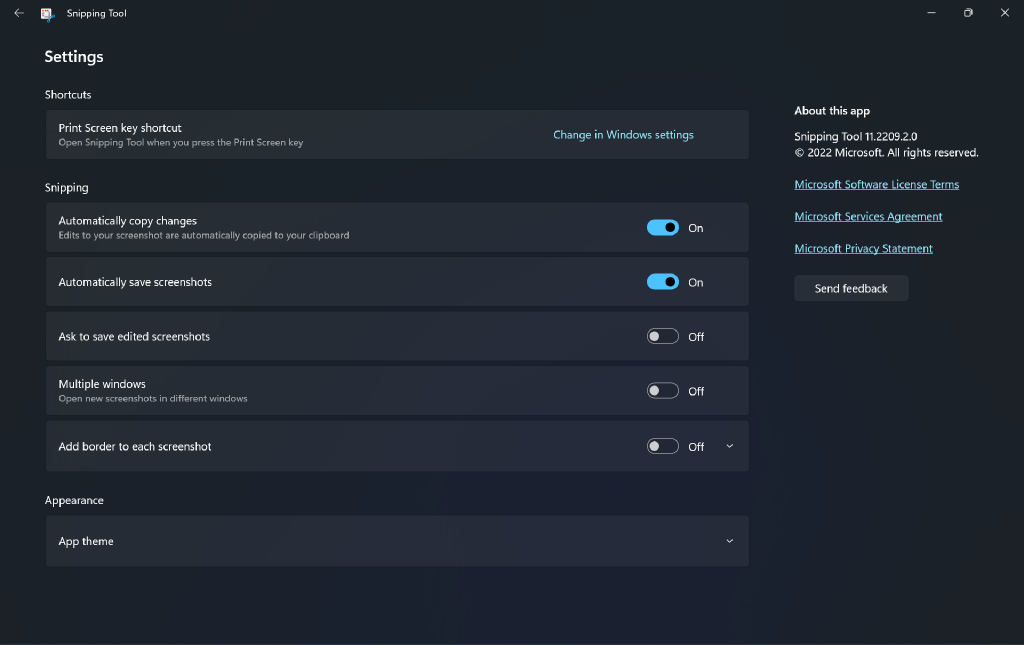 Snipping Tool
Settings
Shortcuts
Print Screen key shortcut
Open Snipping Tool when you press the Print Screen key
Change in Windows settings
Snipping
Automatically copy changes
Edits to your screenshot are automatically copied to your clipboard
On
Automatically save screenshots
On
Ask to save edited screenshots
Off
Multiple windows
Open new screenshots in different windows
Off
Add border to each screenshot
Off
Appearance
App theme
About this app
Snipping Tool 11.2209.2.0
© 2022 Microsoft. All rights reserved.
Microsoft Software License Terms
Microsoft Services Agreement
Microsoft Privacy Statement
Send feedback